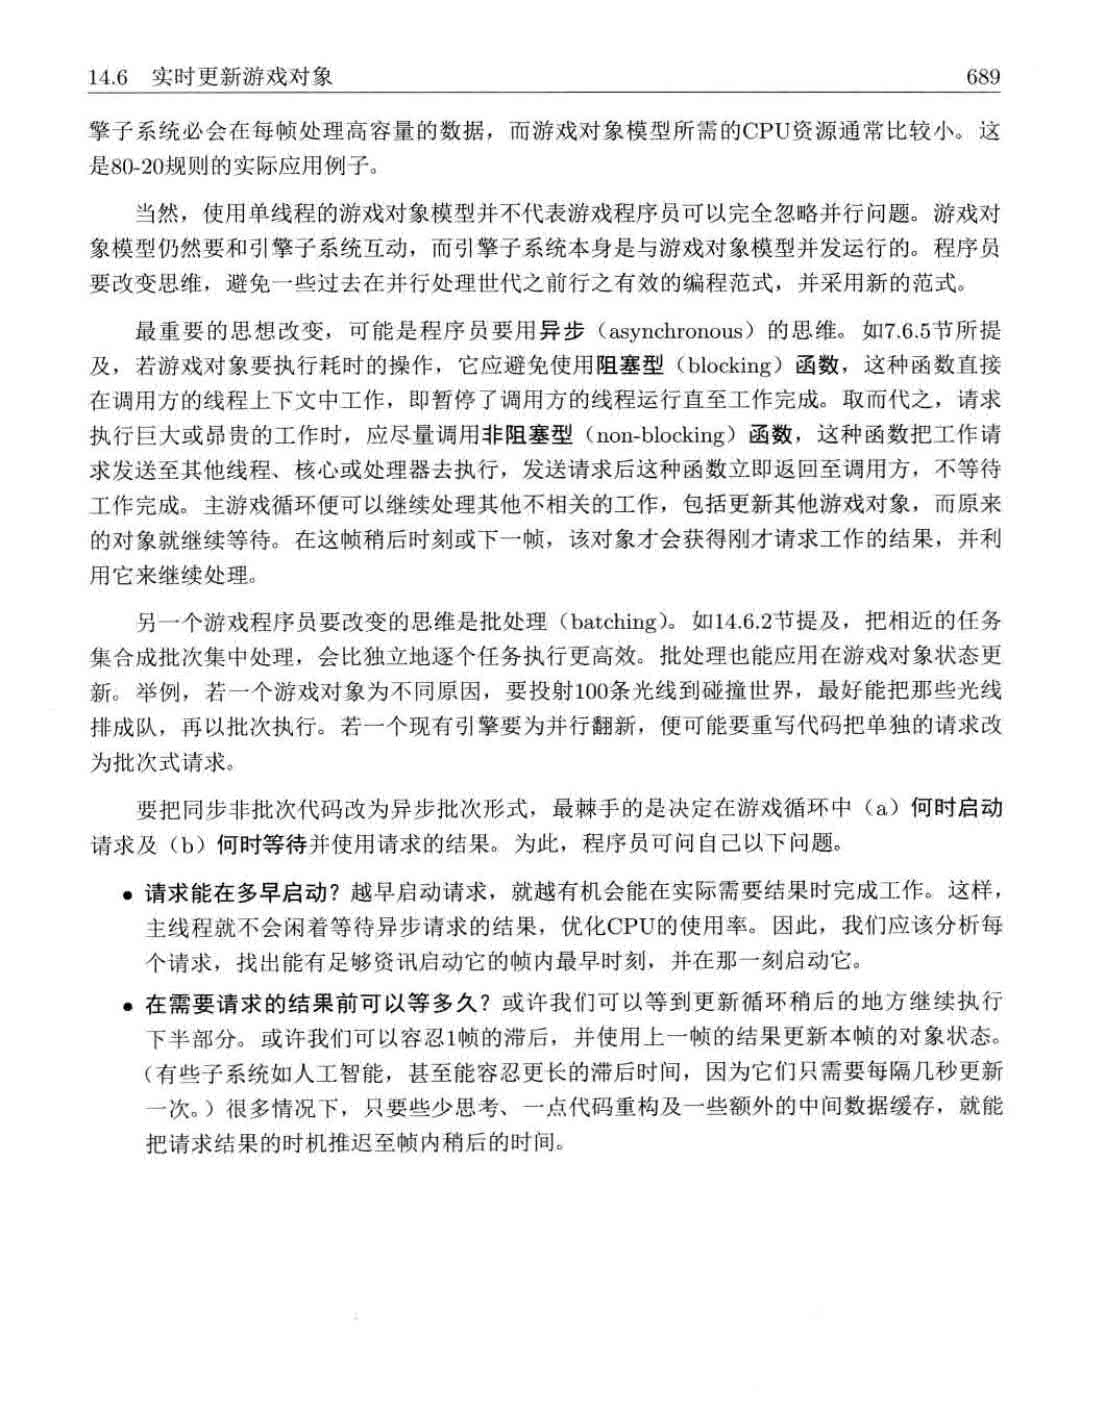 14.6 实时更新游戏对象 689
擎子系统必会在每帧处理高容量的数据，而游戏对象模型所需的CPU资源通常比较小。这
是80-20规则的实际应用例子。
当然，使用单线程的游戏对象模型并不代表游戏程序员可以完全忽略并行问题。游戏对
象模型仍然要和引擎子系统互动，而引擎子系统本身是与游戏对象模型并发运行的。程序员
要改变思维，避免一些过去在并行处理世代之前行之有效的编程范式，并采用新的范式。
最重要的思想改变，可能是程序员要用异步（asynchronous）的思维。如7.6.5节所提
及，若游戏对象要执行耗时的操作，它应避免使用阻塞型（blocking）函数，这种函数直接
在调用方的线程上下文中工作，即暂停了调用方的线程运行直至工作完成。取而代之，请求
执行巨大或昂贵的工作时，应尽量调用非阻塞型（non-blocking）函数，这种函数把工作请
求发送至其他线程、核心或处理器去执行，发送请求后这种函数立即返回至调用方，不等待
工作完成。主游戏循环便可以继续处理其他不相关的工作，包括更新其他游戏对象，而原来
的对象就继续等待。在这帧稍后时刻或下一帧，该对象才会获得刚才请求工作的结果，并利
用它来继续处理。
另一个游戏程序员要改变的思维是批处理（batching）。如14.6.2节提及，把相近的任务
集合成批次集中处理，会比独立地逐个任务执行更高效。批处理也能应用在游戏对象状态更
新。举例，若一个游戏对象为不同原因，要投射100条光线到碰撞世界，最好能把那些光线
排成队，再以批次执行。若一个现有引擎要为并行翻新，便可能要重写代码把单独的请求改
为批次式请求。
要把同步非批次代码改为异步批次形式，最棘手的是决定在游戏循环中（a）何时启动
请求及（b）何时等待并使用请求的结果。为此，程序员可问自己以下问题。
● 请求能在多早启动？越早启动请求，就越有机会能在实际需要结果时完成工作。这样，
主线程就不会闲着等待异步请求的结果，优化CPU的使用率。因此，我们应该分析每
个请求，找出能有足够资讯启动它的帧内最早时刻，并在那一刻启动它。
● 在需要请求的结果前可以等多久？或许我们可以等到更新循环稍后的地方继续执行
下半部分。或许我们可以容忍1帧的滞后，并使用上一帧的结果更新本帧的对象状态。
（有些子系统如人工智能，甚至能容忍更长的滞后时间，因为它们只需要每隔几秒更新
一次。）很多情况下，只要些少思考、一点代码重构及一些额外的中间数据缓存，就能
把请求结果的时机推迟至帧内稍后的时间。